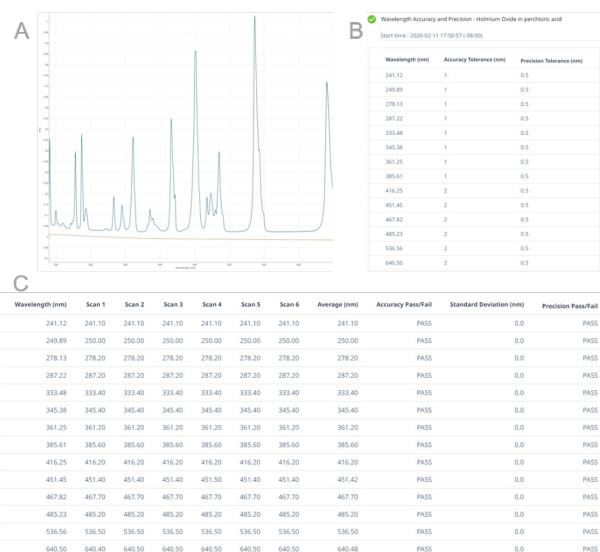 A
B
Wavelength Accuracy and Precision - Holmium Oxide in perchloric acid
Start time : 2020-02-11 17:50:57 (-08:00)
Wavelength (nm) Accuracy Tolerance (nm) Precision Tolerance (nm)
241.12 1 0.5
249.89 1 0.5
278.13 1 0.5
287.22 1 0.5
333.48 1 0.5
345.38 1 0.5
361.25 1 0.5
385.61 1 0.5
416.25 2 0.5
451.45 2 0.5
467.82 2 0.5
485.23 2 0.5
536.56 2 0.5
640.50 2 0.5
C
Wavelength (nm) Scan 1 Scan 2 Scan 3 Scan 4 Scan 5 Scan 6 Average (nm) Accuracy Pass/Fail Standard Deviation (nm) Precision Pass/Fail
241.12 241.10 241.10 241.10 241.10 241.10 241.10 241.10 PASS 0.0 PASS
249.89 250.00 250.00 250.00 250.00 250.00 250.00 250.00 PASS 0.0 PASS
278.13 278.20 278.20 278.20 278.20 278.20 278.20 278.20 PASS 0.0 PASS
287.22 287.20 287.20 287.20 287.20 287.20 287.20 287.20 PASS 0.0 PASS
333.48 333.40 333.40 333.40 333.40 333.40 333.40 333.40 PASS 0.0 PASS
345.38 345.40 345.40 345.40 345.40 345.40 345.40 345.40 PASS 0.0 PASS
361.25 361.20 361.20 361.20 361.20 361.20 361.20 361.20 PASS 0.0 PASS
385.61 385.60 385.60 385.60 385.60 385.60 385.60 385.60 PASS 0.0 PASS
416.25 416.20 416.20 416.20 416.20 416.20 416.20 416.20 PASS 0.0 PASS
451.45 451.40 451.40 451.40 451.50 451.40 451.40 451.42 PASS 0.0 PASS
467.82 467.70 467.70 467.70 467.70 467.70 467.70 467.70 PASS 0.0 PASS
485.23 485.20 485.20 485.20 485.20 485.20 485.20 485.20 PASS 0.0 PASS
536.56 536.50 536.50 536.50 536.50 536.50 536.50 536.50 PASS 0.0 PASS
640.50 640.40 640.50 640.50 640.50 640.50 640.50 640.48 PASS 0.0 PASS